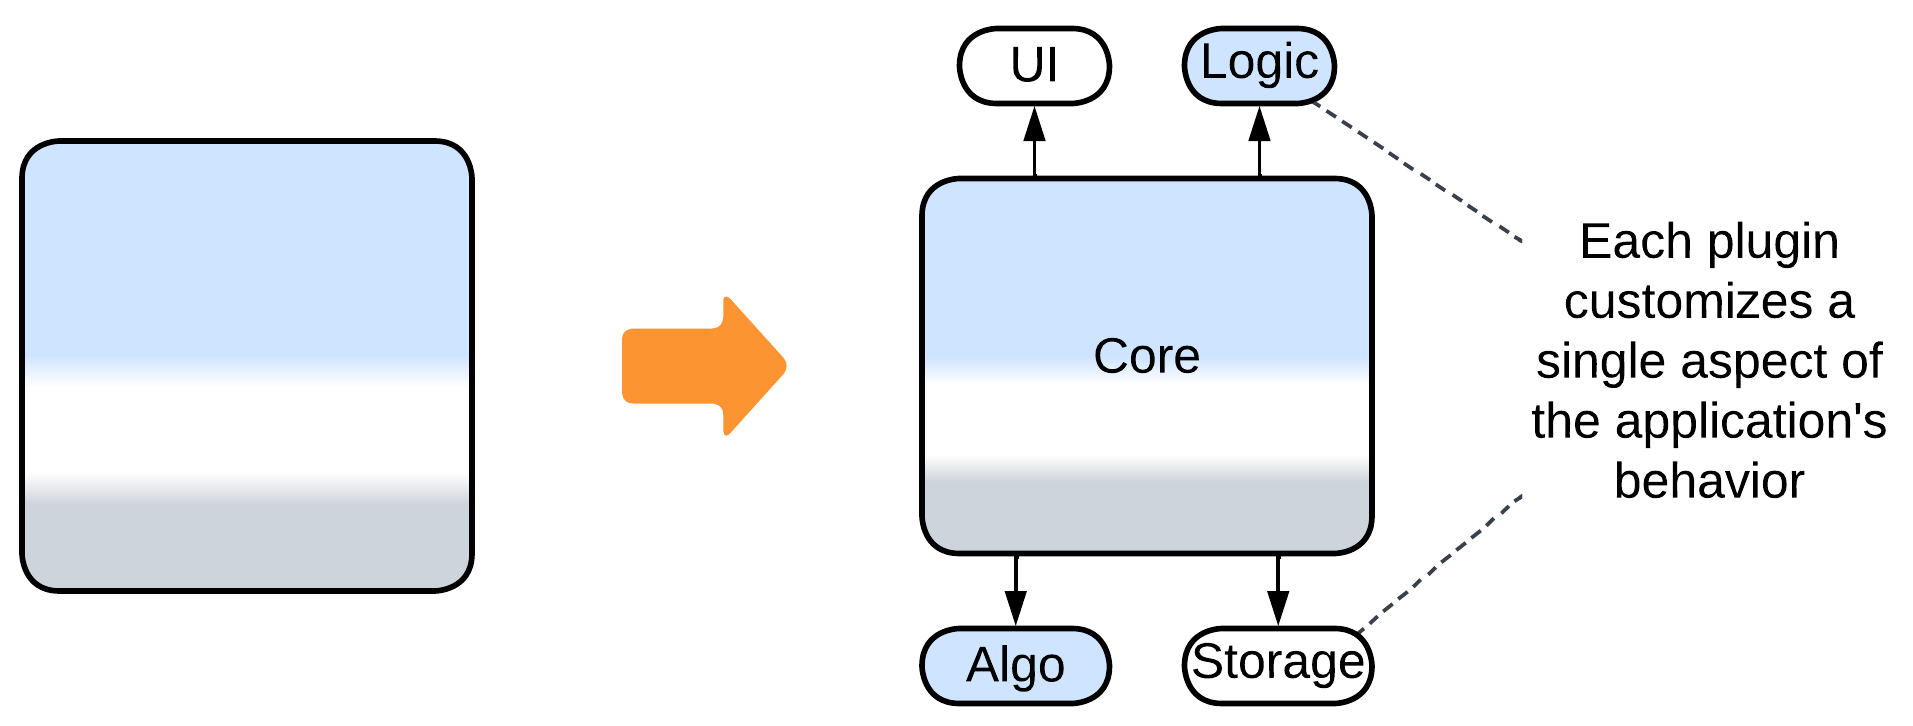 UI
Logic
Core
Each plugin
customizes a
single aspect of
the application's
behavior
Algo
Storage